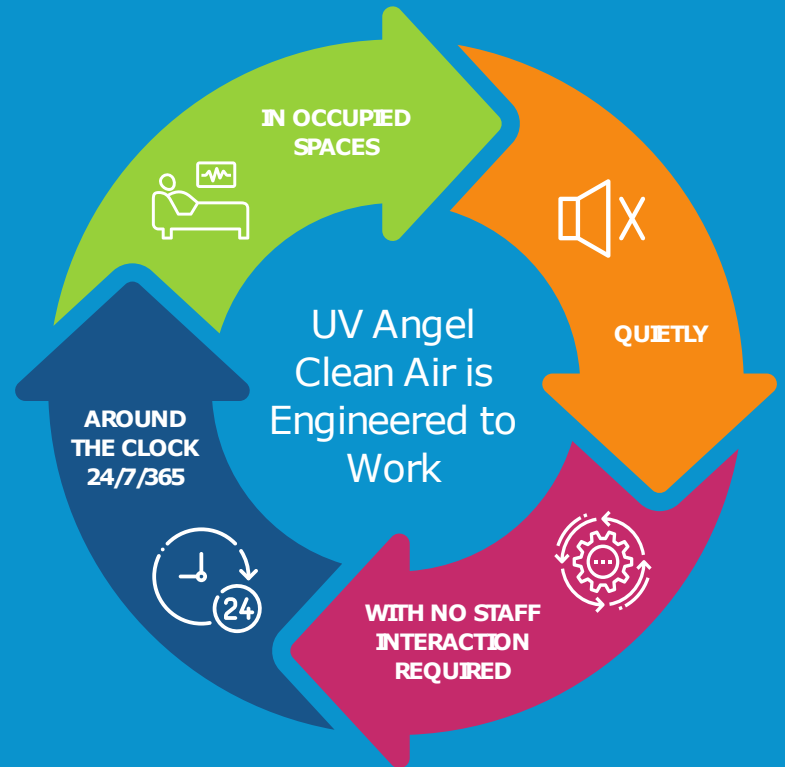 UV Angel
Clean Air is
Engineered to
Work
IN OCCUPIED
SPACES
QUIETLY
WITH NO STAFF
INTERACTION
REQUIRED
AROUND
THE CLOCK
24/7/365
24